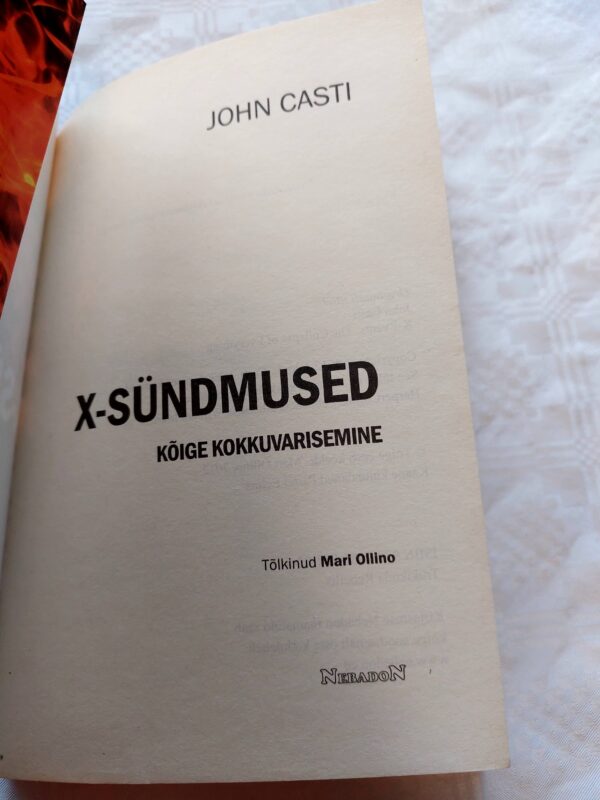 JOHN CASTI
X-SÜNDMUSED
KÕIGE KOKKUVARISEMINE
Tõlkinud Mari Ollino
NEBADON